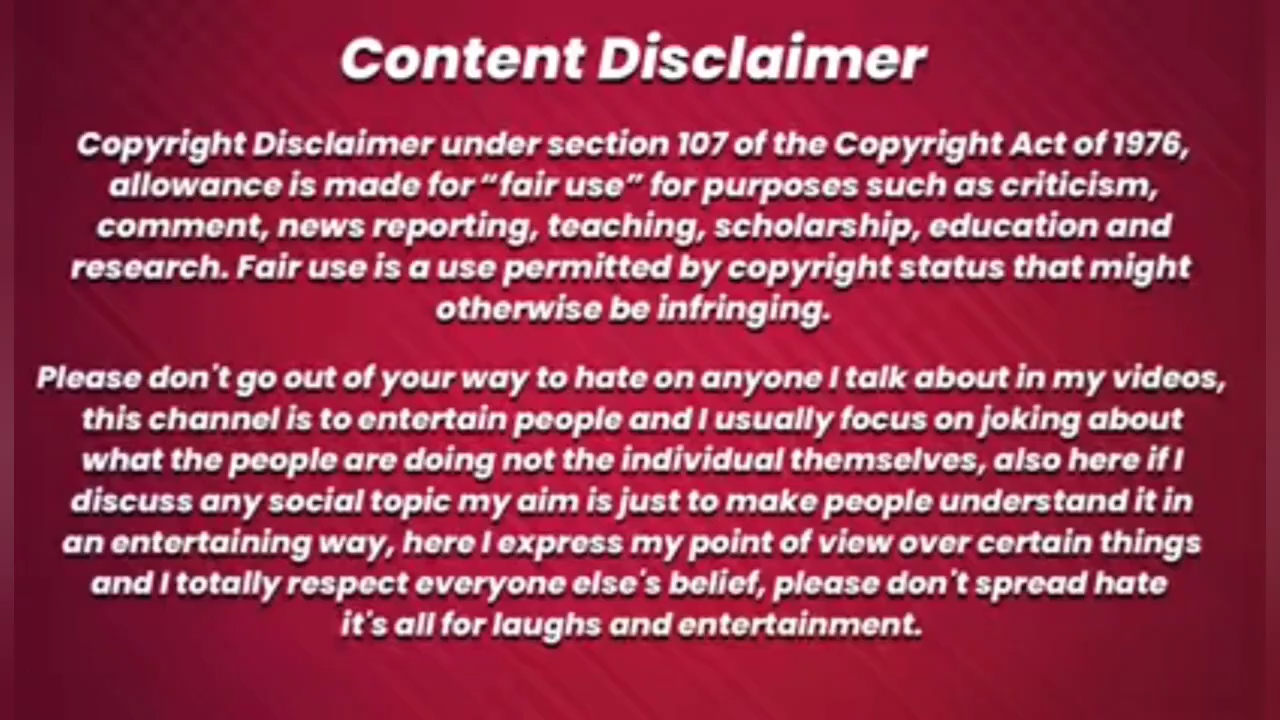 Content Disclaimer
Copyright Disclaimer under section 107 of the Copyright Act of 1976,
allowance is made for “fair use” for purposes such as criticism,
comment, news reporting, teaching, scholarship, education and
research. Fair use is a use permitted by copyright status that might
otherwise be infringing.
Please don't go out of your way to hate on anyone I talk about in my videos,
this channel is to entertain people and I usually focus on joking about
what the people are doing not the individual themselves, also here if I
discuss any social topic my aim is just to make people understand it in
an entertaining way, here I express my point of view over certain things
and I totally respect everyone else's belief, please don't spread hate
it's all for laughs and entertainment.